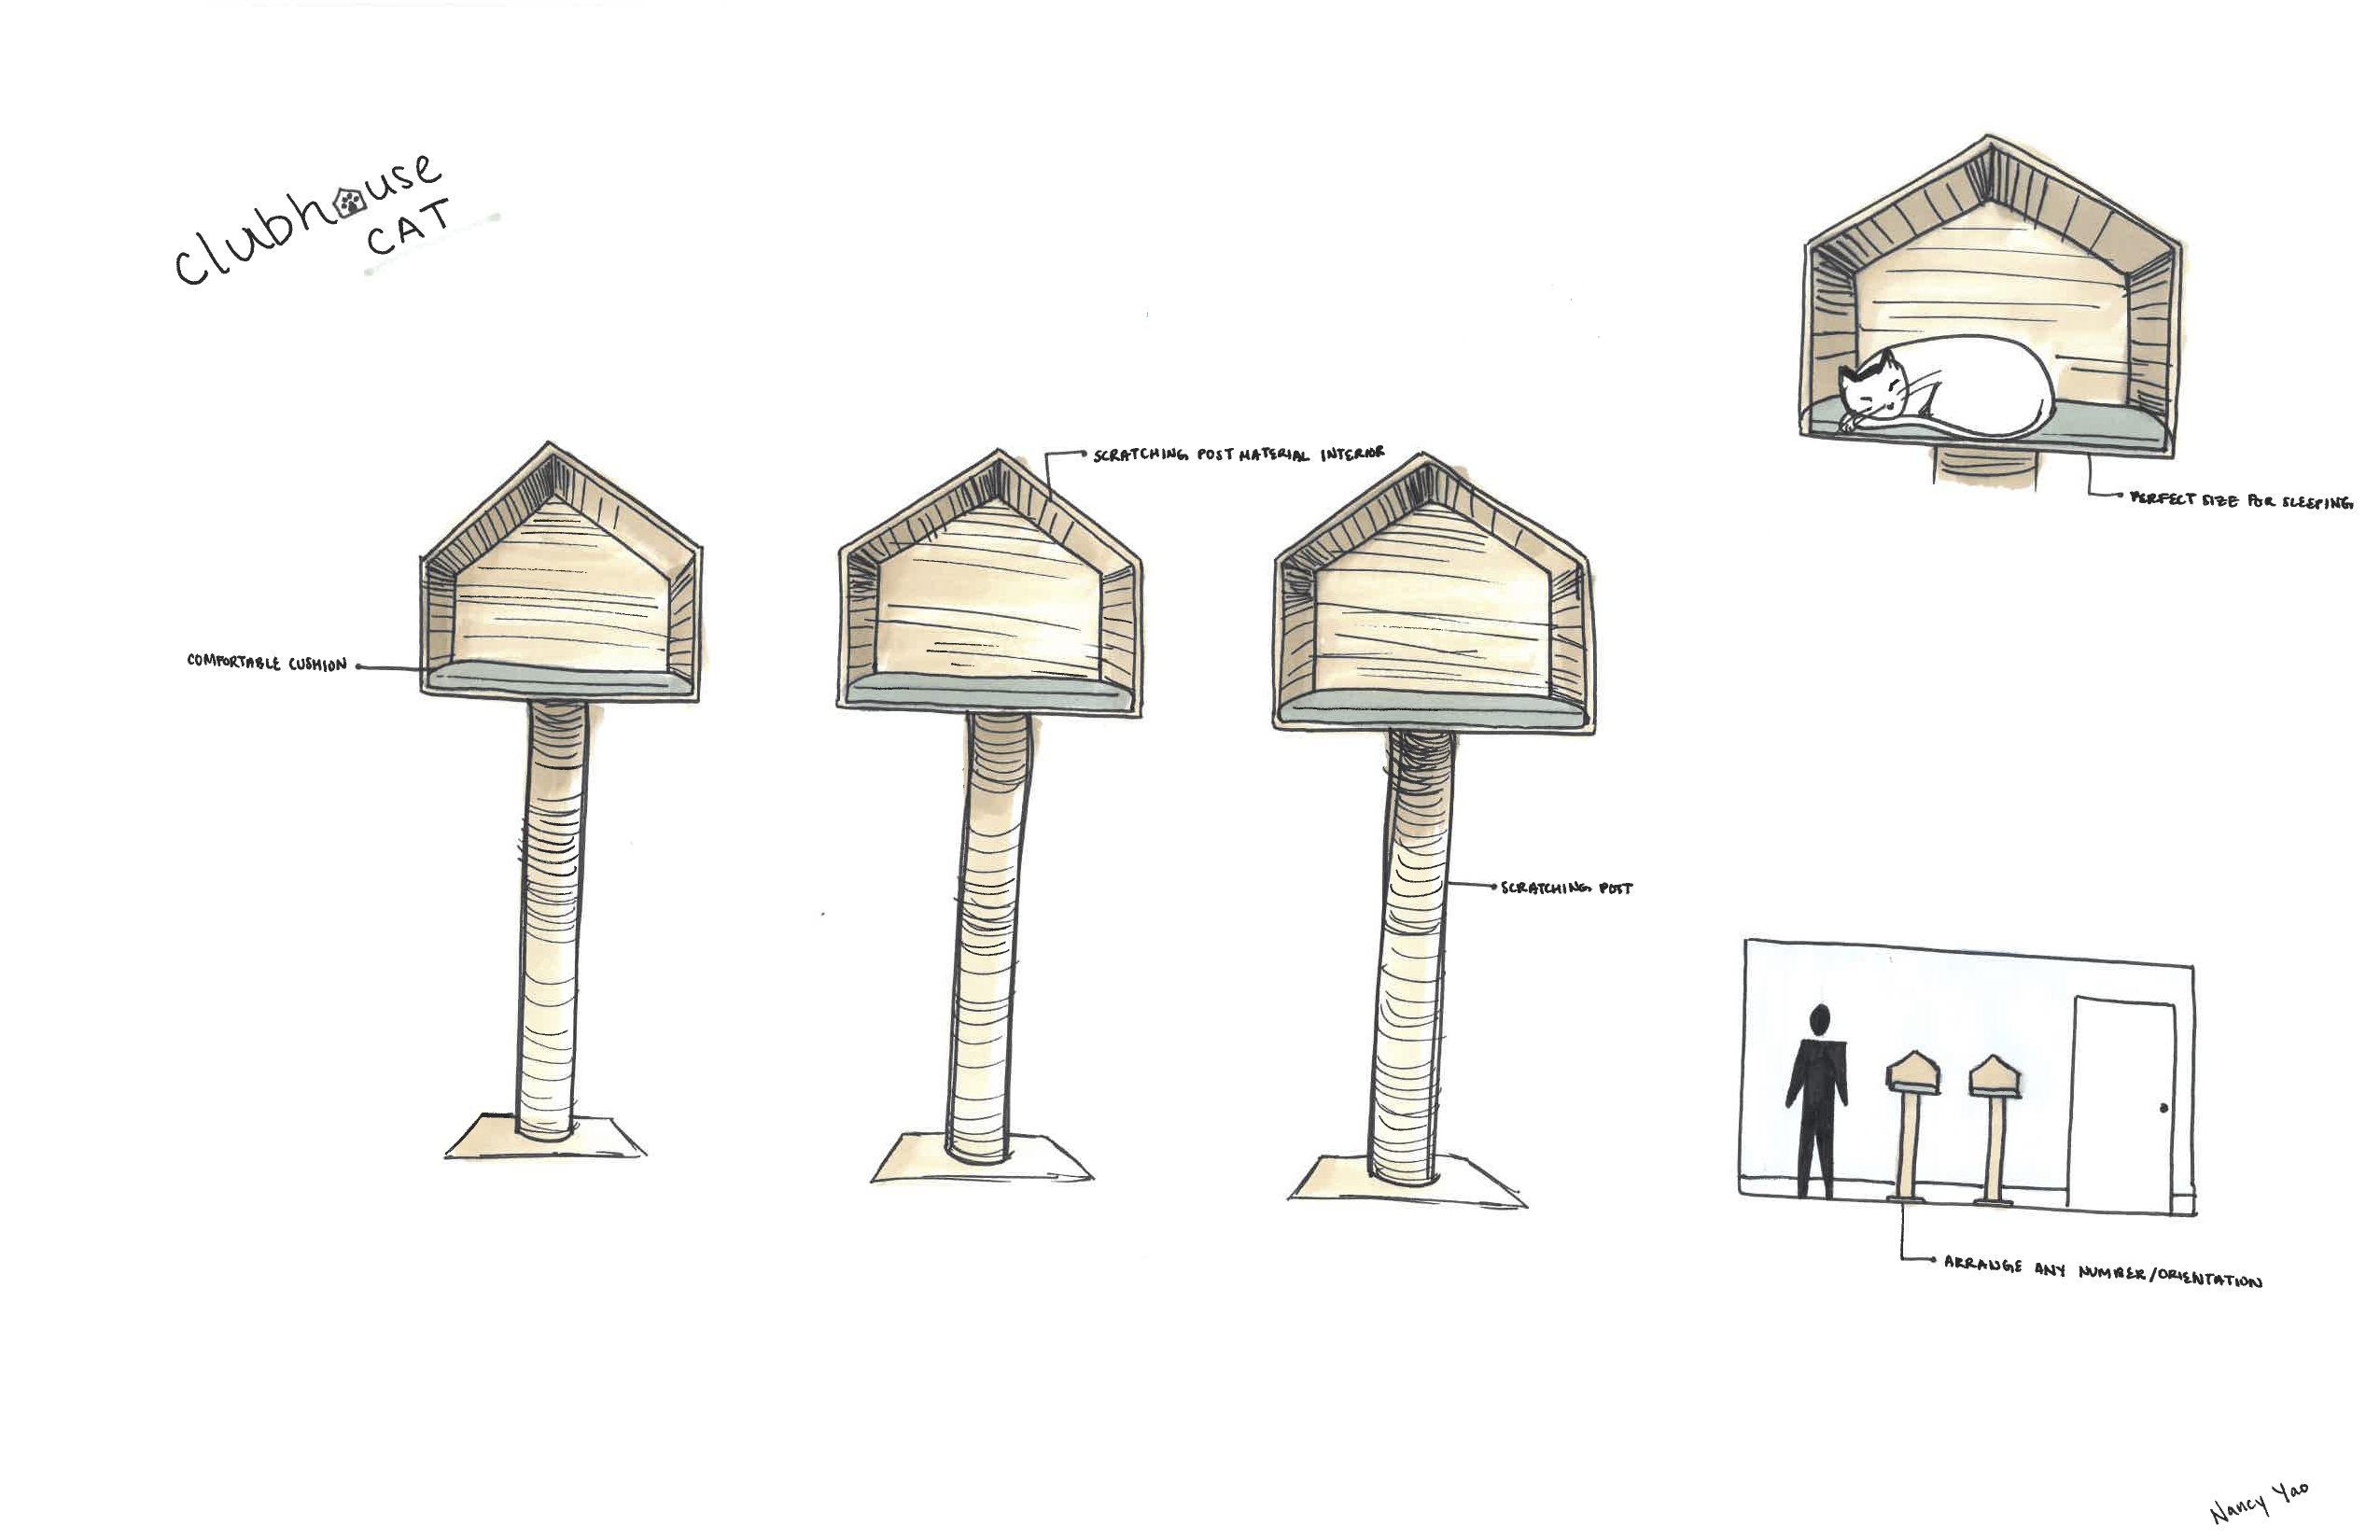 clubhouse
CAT
SCRATCHING POST MATERIAL INTERIOR
PERFECT SIZE FOR SLEEPING
COMFORTABLE CUSHION
SCRATCHING POST
ARRANGE ANY NUMBER/ORIENTATION
Nancy Yao